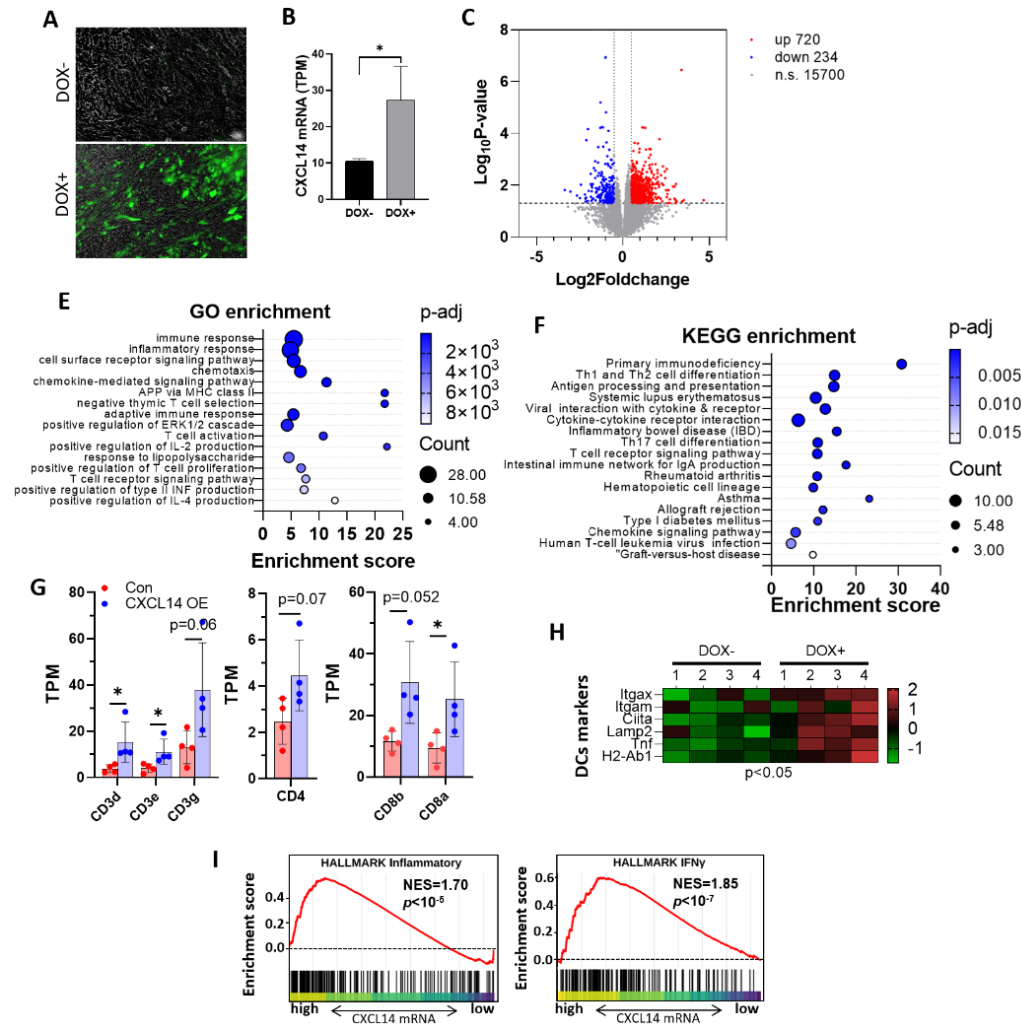 A
DOX-
DOX+
B
CXCL14 mRNA (TPM)
40
30
20
10
0
*
DOX- DOX+
C
Log10P-value
8
6
4
2
0
-5 0 5
Log2Foldchange
up 720
down 234
n.s. 15700
E
GO enrichment
immune response
inflammatory response
cell surface receptor signaling pathway
chemotaxis
chemokine-mediated signaling pathway
APP via MHC class II
negative thymic T cell selection
adaptive immune response
positive regulation of ERK1/2 cascade
T cell activation
positive regulation of IL-2 production
response to lipopolysaccharide
positive regulation of T cell proliferation
T cell receptor signaling pathway
positive regulation of type II INF production
positive regulation of IL-4 production
0 5 10 15 20 25
Enrichment score
p-adj
2×10³
4×10³
6×10³
8×10³
Count
28.00
10.58
4.00
F
KEGG enrichment
Primary immunodeficiency
Th1 and Th2 cell differentiation
Antigen processing and presentation
Systemic lupus erythematosus
Viral interaction with cytokine & receptor
Cytokine-cytokine receptor interaction
Inflammatory bowel disease (IBD)
Th17 cell differentiation
T cell receptor signaling pathway
Intestinal immune network for IgA production
Rheumatoid arthritis
Hematopoietic cell lineage
Asthma
Allograft rejection
Type I diabetes mellitus
Chemokine signaling pathway
Human T-cell leukemia virus infection
"Graft-versus-host disease
0 10 20 30 40
Enrichment score
p-adj
0.005
0.010
0.015
Count
10.00
5.48
3.00
G
Con
CXCL14 OE
TPM
80
60
40
20
0
*
*
p=0.06
CD3d CD3e CD3g
TPM
8
6
4
2
0
p=0.07
CD4
TPM
60
40
20
0
p=0.052
*
CD8b CD8a
H
DOX- DOX+
1 2 3 4 1 2 3 4
DCs markers
Itgax
Itgam
Ciita
Lamp2
Tnf
H2-Ab1
p<0.05
2
1
0
-1
I
HALLMARK Inflammatory
Enrichment score
0.4
0.2
0.0
NES=1.70
p<10-5
high low
CXCL14 mRNA
HALLMARK IFNγ
Enrichment score
0.6
0.4
0.2
0.0
NES=1.85
p<10-7
high low
CXCL14 mRNA